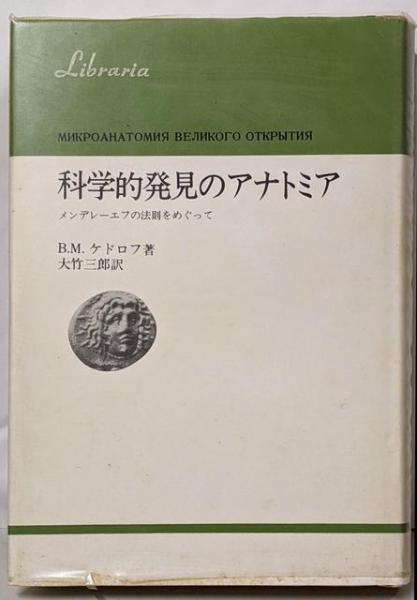 Libraria
МИКРОАНАТОМИЯ ВЕЛИКОГО ОТКРЫТИЯ
科学的発見のアナトミア
メンデレーエフの法則をめぐって
B.M. ケドロフ著
大竹三郎訳